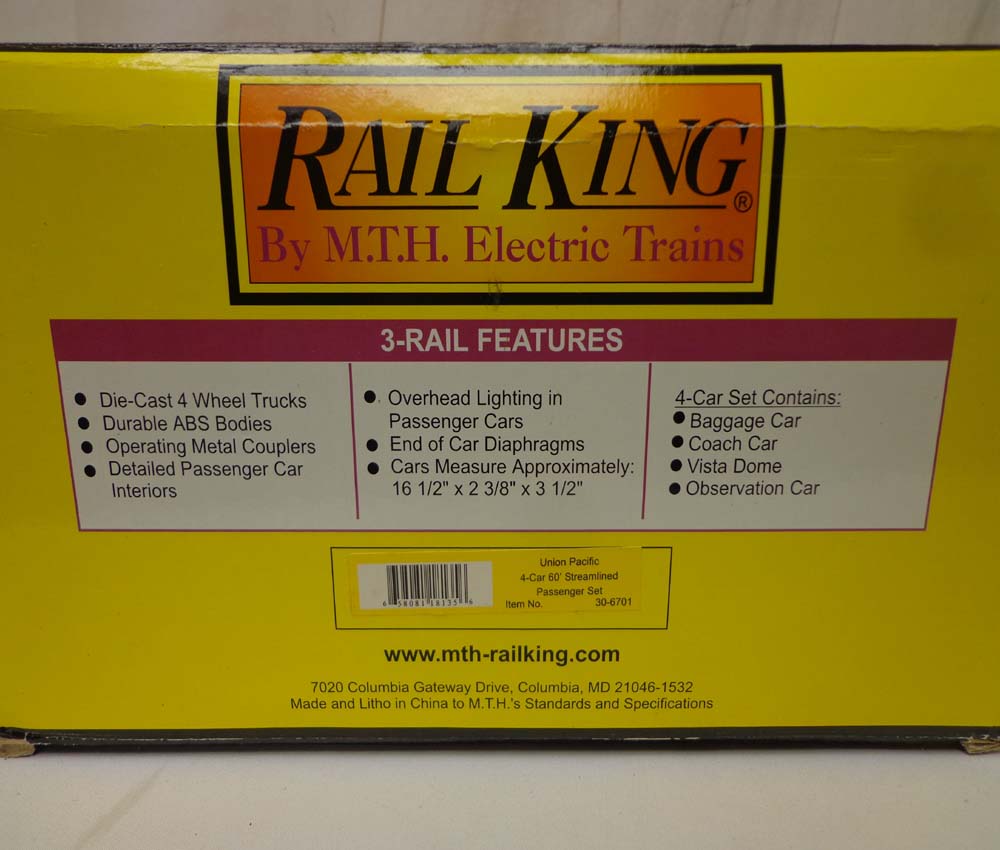 RAIL KING®
By M.T.H. Electric Trains
3-RAIL FEATURES
● Die-Cast 4 Wheel Trucks
● Durable ABS Bodies
● Operating Metal Couplers
● Detailed Passenger Car
Interiors
● Overhead Lighting in
Passenger Cars
● End of Car Diaphragms
● Cars Measure Approximately:
16 1/2" x 2 3/8" x 3 1/2"
4-Car Set Contains:
● Baggage Car
● Coach Car
● Vista Dome
● Observation Car
6 58081 18135 6
Union Pacific
4-Car 60' Streamlined
Passenger Set
Item No. 30-6701
www.mth-railking.com
7020 Columbia Gateway Drive, Columbia, MD 21046-1532
Made and Litho in China to M.T.H.'s Standards and Specifications